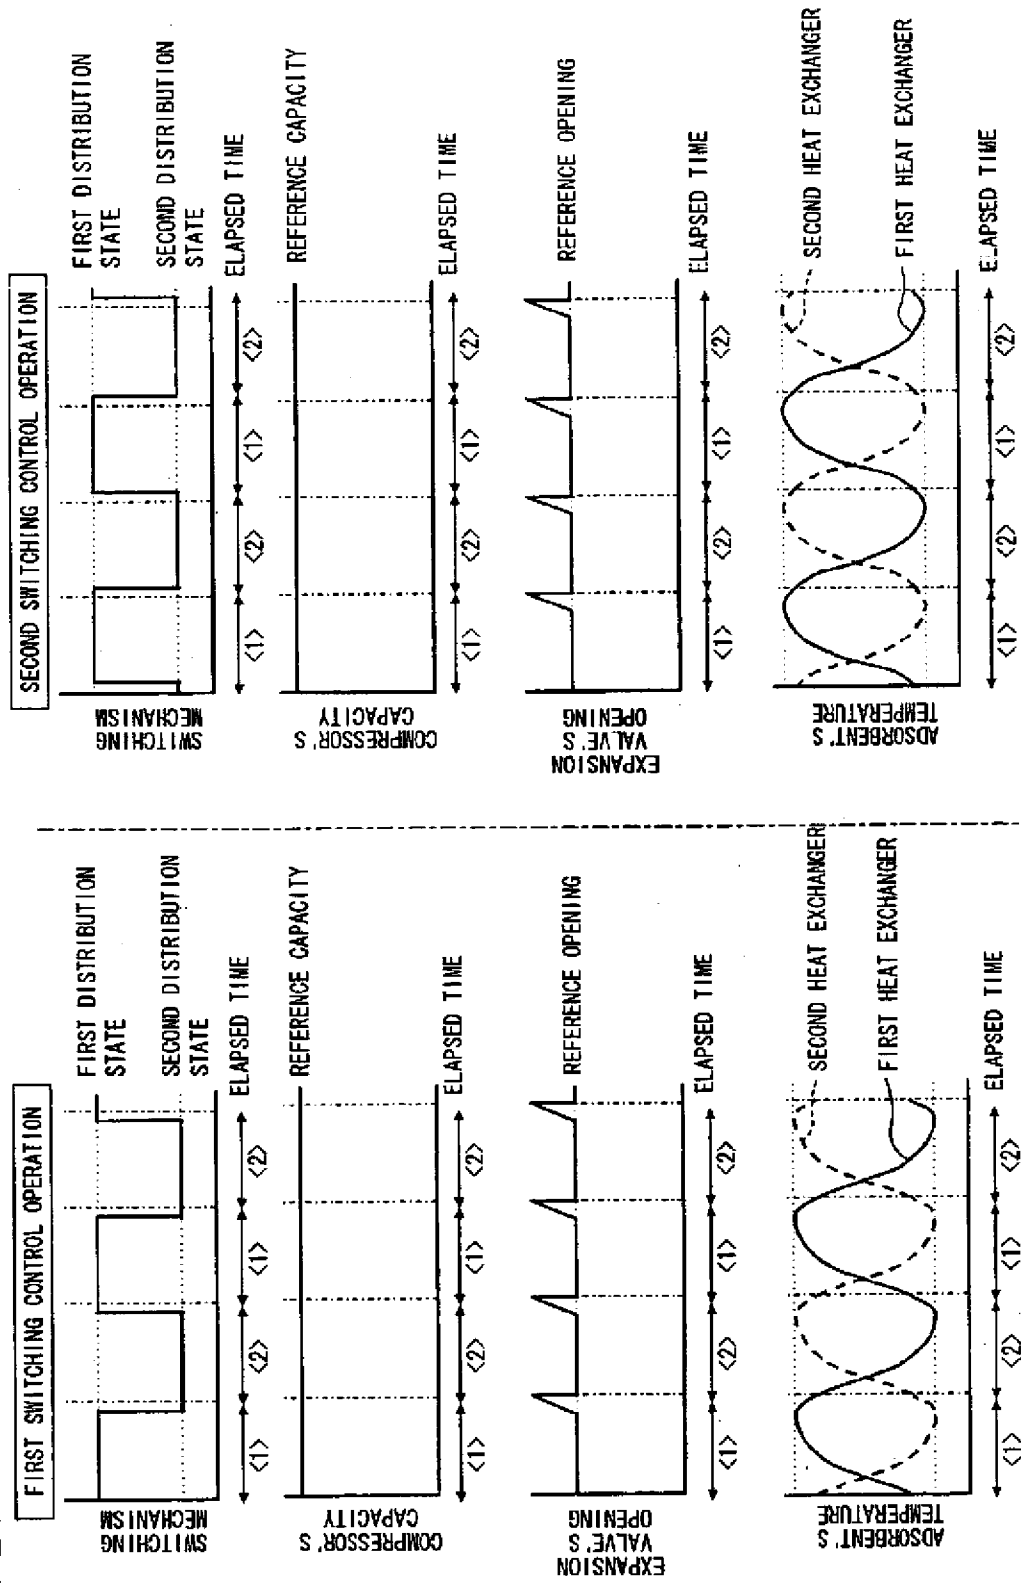 FIRST SWITCHING CONTROL OPERATION
SWITCHING
MECHANISM
FIRST DISTRIBUTION
STATE
SECOND DISTRIBUTION
STATE
<1>
<2>
<1>
<2>
ELAPSED TIME
COMPRESSOR'S
CAPACITY
REFERENCE CAPACITY
<1>
<2>
<1>
<2>
ELAPSED TIME
EXPANSION
VALVE'S
OPENING
REFERENCE OPENING
<1>
<2>
<1>
<2>
ELAPSED TIME
ADSORBENT'S
TEMPERATURE
SECOND HEAT EXCHANGER
FIRST HEAT EXCHANGER
<1>
<2>
<1>
<2>
ELAPSED TIME
SECOND SWITCHING CONTROL OPERATION
SWITCHING
MECHANISM
FIRST DISTRIBUTION
STATE
SECOND DISTRIBUTION
STATE
<1>
<2>
<1>
<2>
ELAPSED TIME
COMPRESSOR'S
CAPACITY
REFERENCE CAPACITY
<1>
<2>
<1>
<2>
ELAPSED TIME
EXPANSION
VALVE'S
OPENING
REFERENCE OPENING
<1>
<2>
<1>
<2>
ELAPSED TIME
ADSORBENT'S
TEMPERATURE
SECOND HEAT EXCHANGER
FIRST HEAT EXCHANGER
<1>
<2>
<1>
<2>
ELAPSED TIME